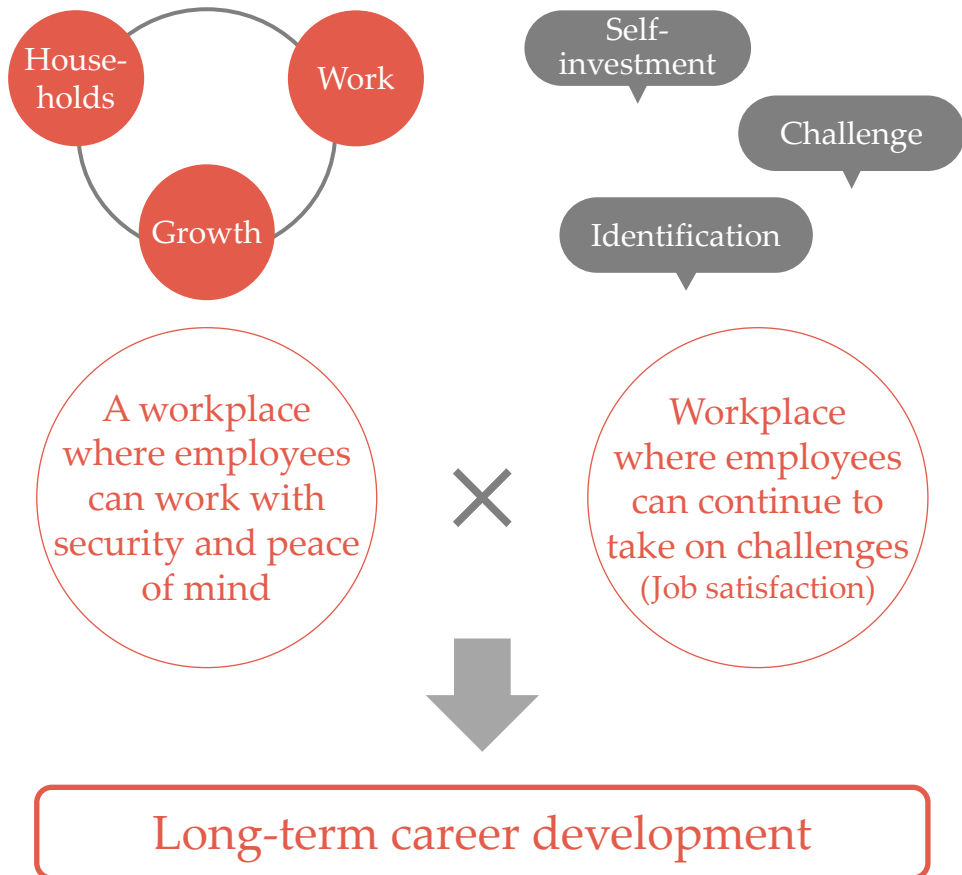 House-
holds
Work
Growth
Self-
investment
Challenge
Identification
A workplace
where employees
can work with
security and peace
of mind
Workplace
where employees
can continue to
take on challenges
(Job satisfaction)
Long-term career development